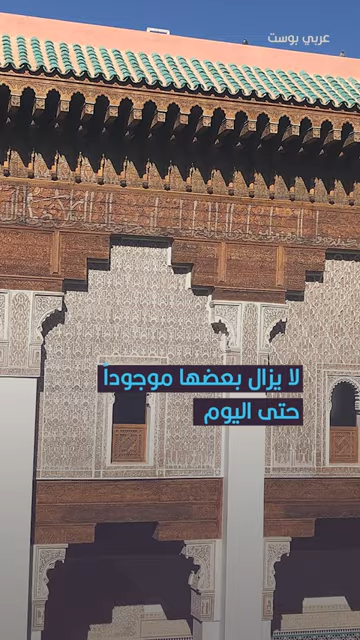 عربي بوست
لا يزال بعضها موجوداً
حتى اليوم